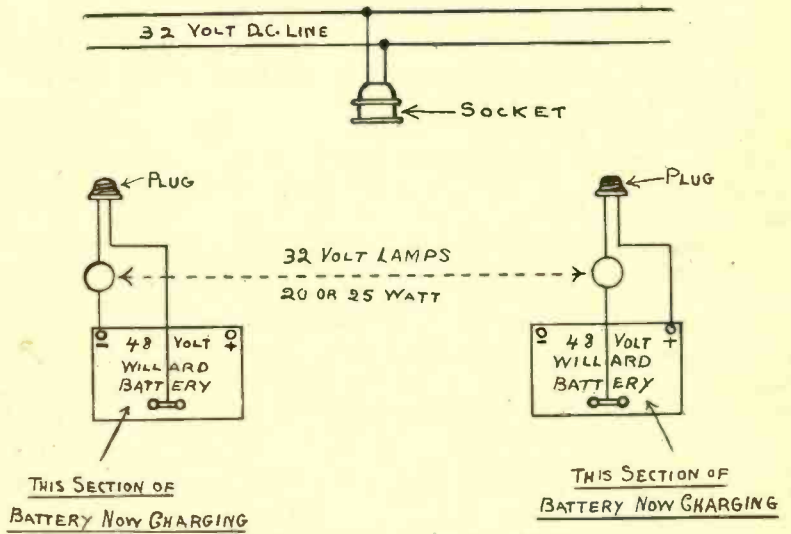 32 VOLT D.C. LINE
SOCKET
PLUG
PLUG
32 VOLT LAMPS
20 OR 25 WATT
48 VOLT
- +
WILLARD
BATTERY
48 VOLT
- +
WILLARD
BATTERY
THIS SECTION OF
BATTERY NOW CHARGING
THIS SECTION OF
BATTERY NOW CHARGING